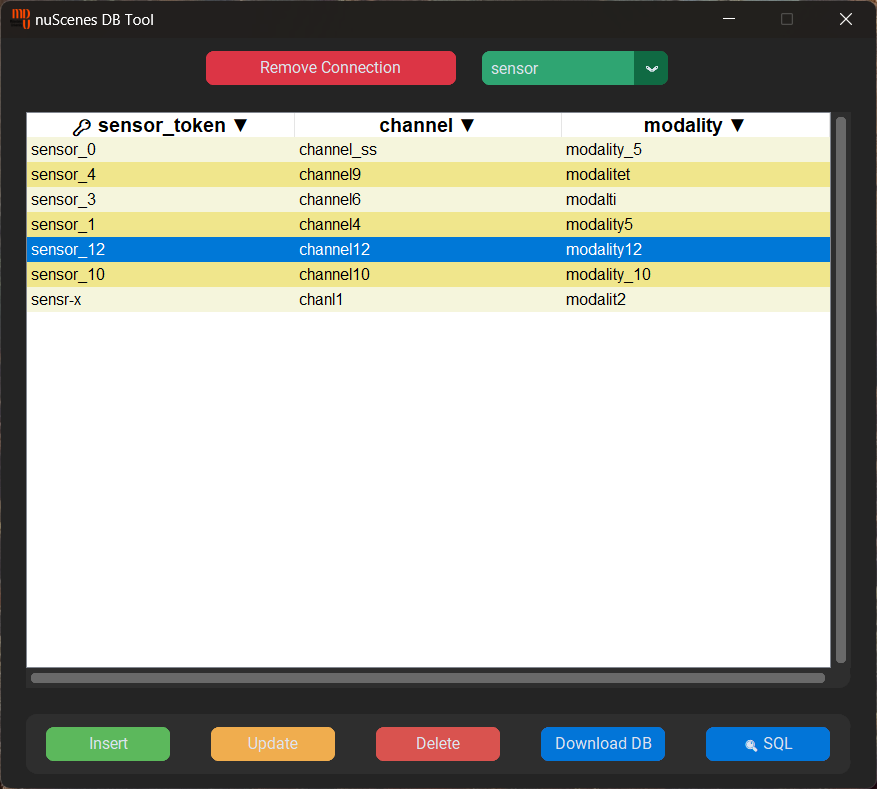 nuScenes DB Tool
Remove Connection sensor
sensor_token ▼ channel ▼ modality ▼
sensor_0 channel_ss modality_5
sensor_4 channel9 modalitet
sensor_3 channel6 modalti
sensor_1 channel4 modality5
sensor_12 channel12 modality12
sensor_10 channel10 modality_10
sensr-x chanl1 modalit2
Insert Update Delete Download DB SQL